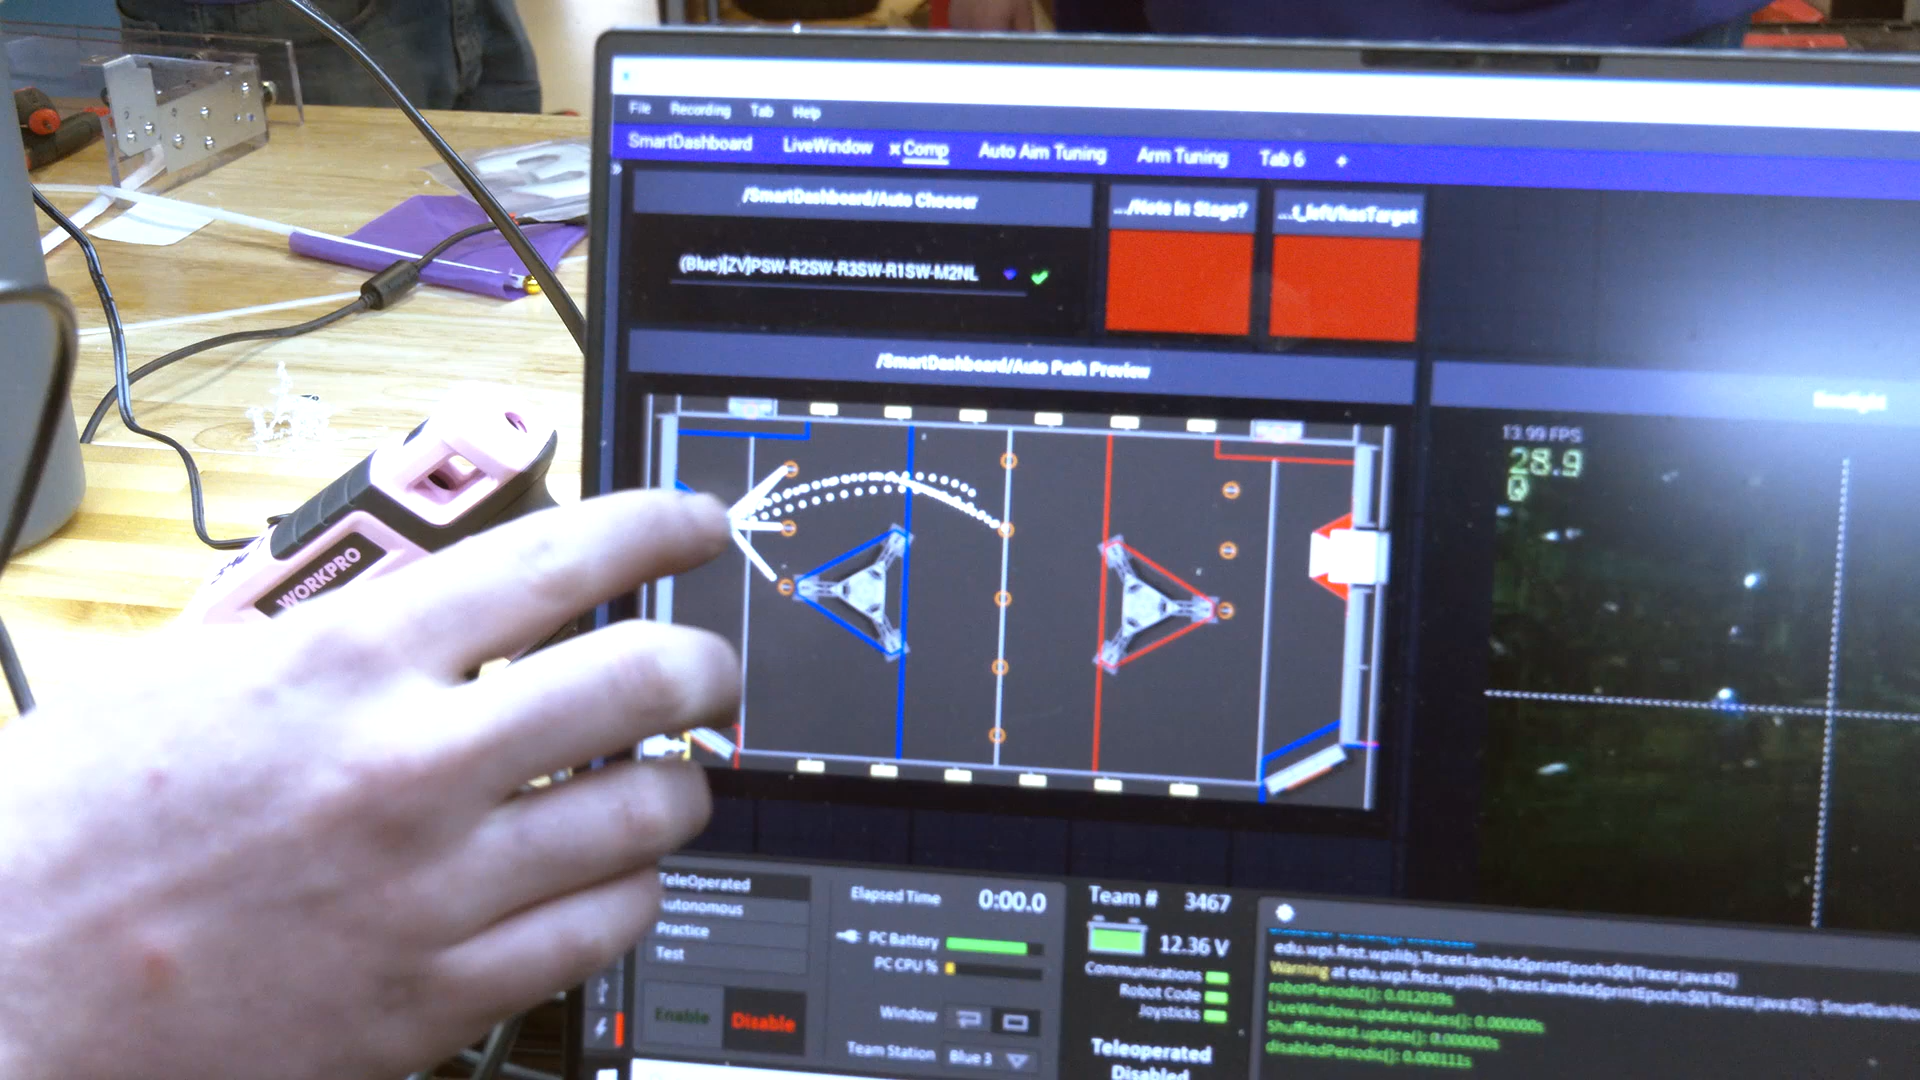 File Recording Tab Help
SmartDashboard LiveWindow Comp Auto Aim Tuning Arm Tuning Tab 6 +
/SmartDashboard/Auto Chooser
.../Note In Stage?
...t_left/hasTarget
(Blue)[ZV]PSW-R2SW-R3SW-R1SW-M2NL
/SmartDashboard/Auto Path Preview
13.99 FPS
28.9
WORKPRO
TeleOperated
Autonomous
Practice
Test
Enable Disable
Elapsed Time 0:00.0
PC Battery
PC CPU %
Window
Team Station Blue 3
Team # 3467
12.36 V
Communications
Robot Code
Joysticks
Teleoperated
Disabled
edu.wpi.first.wpilibj.Tracer.lambda$printEpochs$0(Tracer.java:62)
Warning at edu.wpi.first.wpilibj.Tracer.lambda$printEpochs$0(Tracer.java:62): SmartDashbo
robotPeriodic(): 0.012039s
LiveWindow.updateValues(): 0.000000s
Shuffleboard.update(): 0.000000s
disabledPeriodic(): 0.000111s